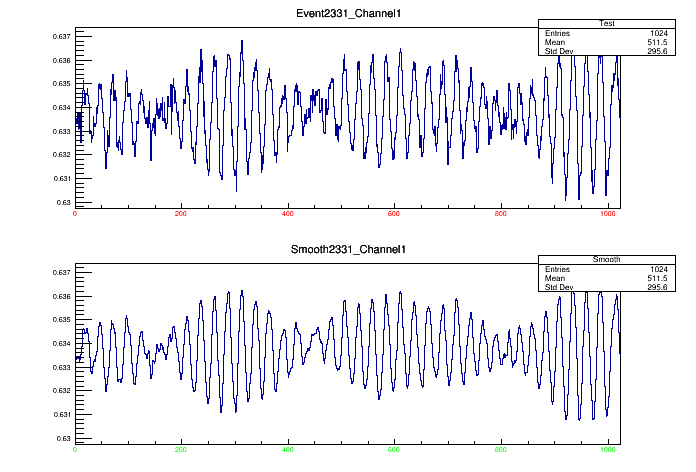 Event2331_Channel1
Test
Entries 1024
Mean 511.5
Std Dev 295.6
0.637
0.636
0.635
0.634
0.633
0.632
0.631
0.63
0 200 400 600 800 1000
Smooth2331_Channel1
Smooth
Entries 1024
Mean 511.5
Std Dev 295.6
0.637
0.636
0.635
0.634
0.633
0.632
0.631
0.63
0 200 400 600 800 1000